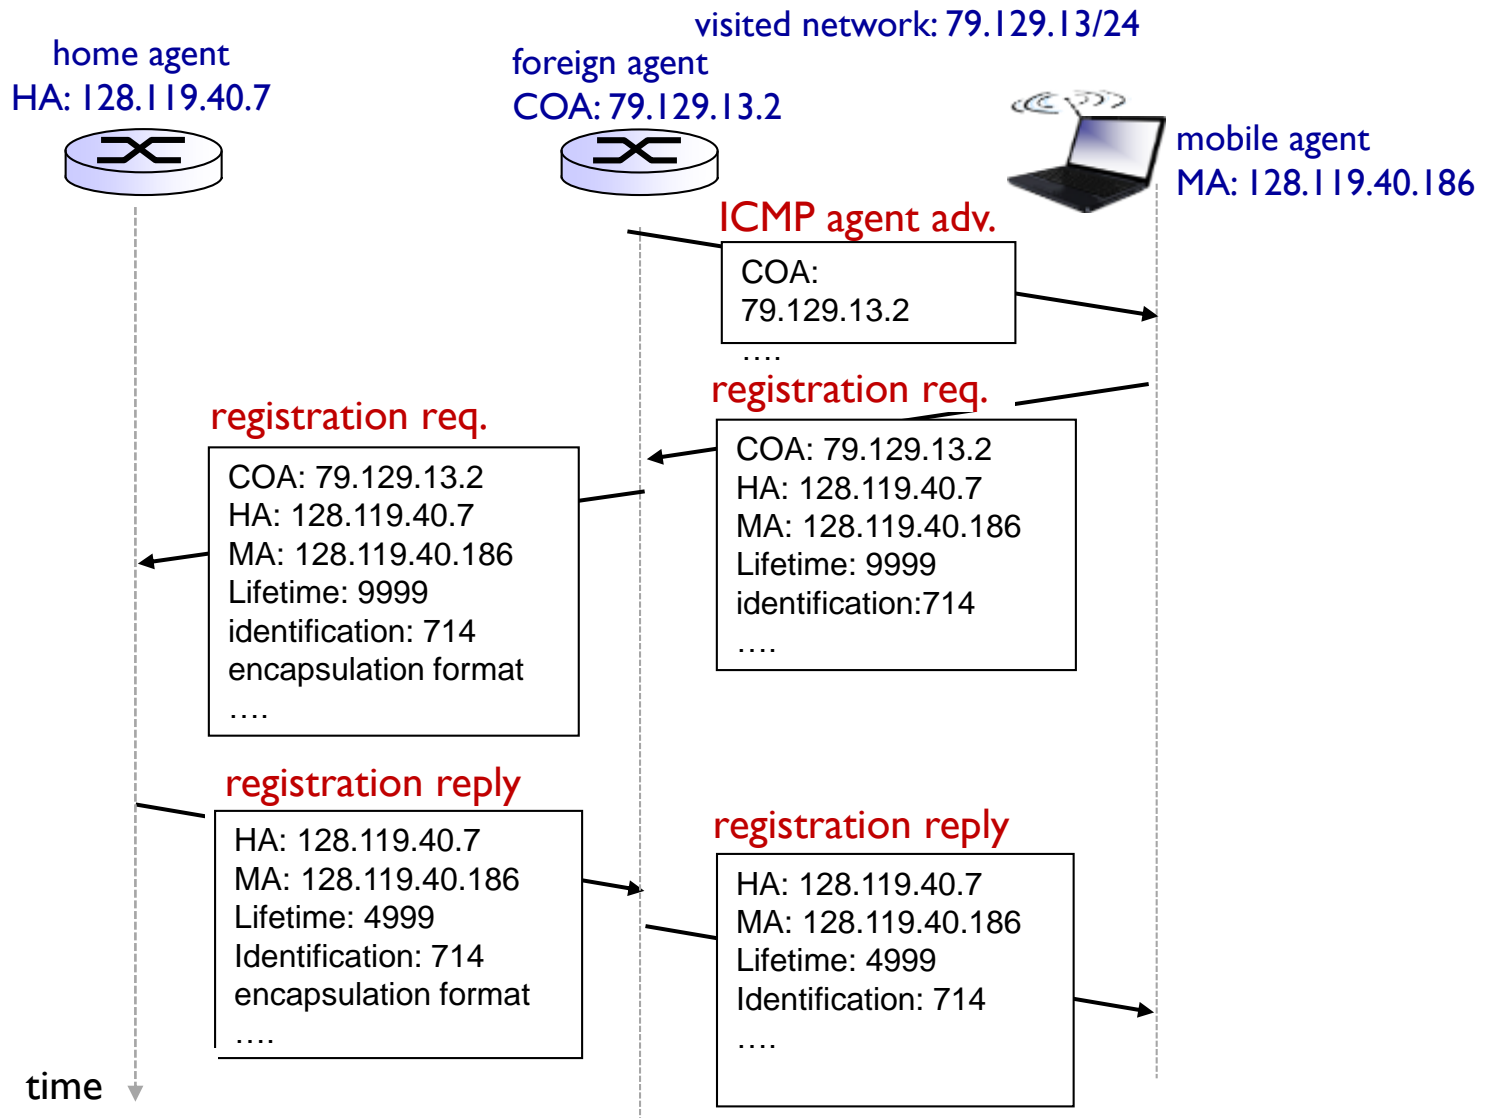 visited network: 79.129.13/24
home agent
HA: 128.119.40.7
foreign agent
COA: 79.129.13.2
mobile agent
MA: 128.119.40.186
ICMP agent adv.
COA:
79.129.13.2
….
registration req.
COA: 79.129.13.2
HA: 128.119.40.7
MA: 128.119.40.186
Lifetime: 9999
identification:714
….
registration req.
COA: 79.129.13.2
HA: 128.119.40.7
MA: 128.119.40.186
Lifetime: 9999
identification: 714
encapsulation format
….
registration reply
HA: 128.119.40.7
MA: 128.119.40.186
Lifetime: 4999
Identification: 714
encapsulation format
….
registration reply
HA: 128.119.40.7
MA: 128.119.40.186
Lifetime: 4999
Identification: 714
….
time